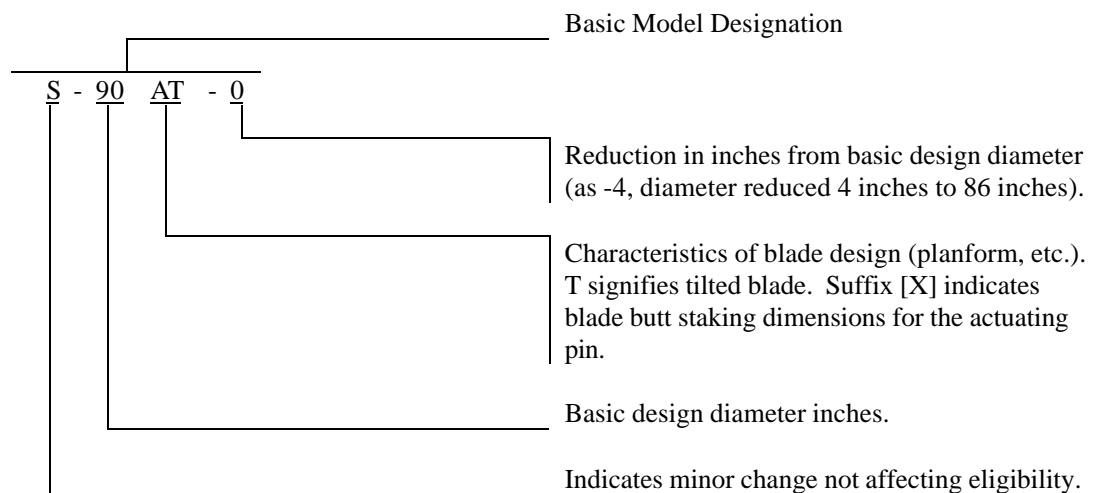 Basic Model Designation
S - 90 AT - 0
Reduction in inches from basic design diameter
(as -4, diameter reduced 4 inches to 86 inches).
Characteristics of blade design (planform, etc.).
T signifies tilted blade. Suffix [X] indicates
blade butt staking dimensions for the actuating
pin.
Basic design diameter inches.
Indicates minor change not affecting eligibility.